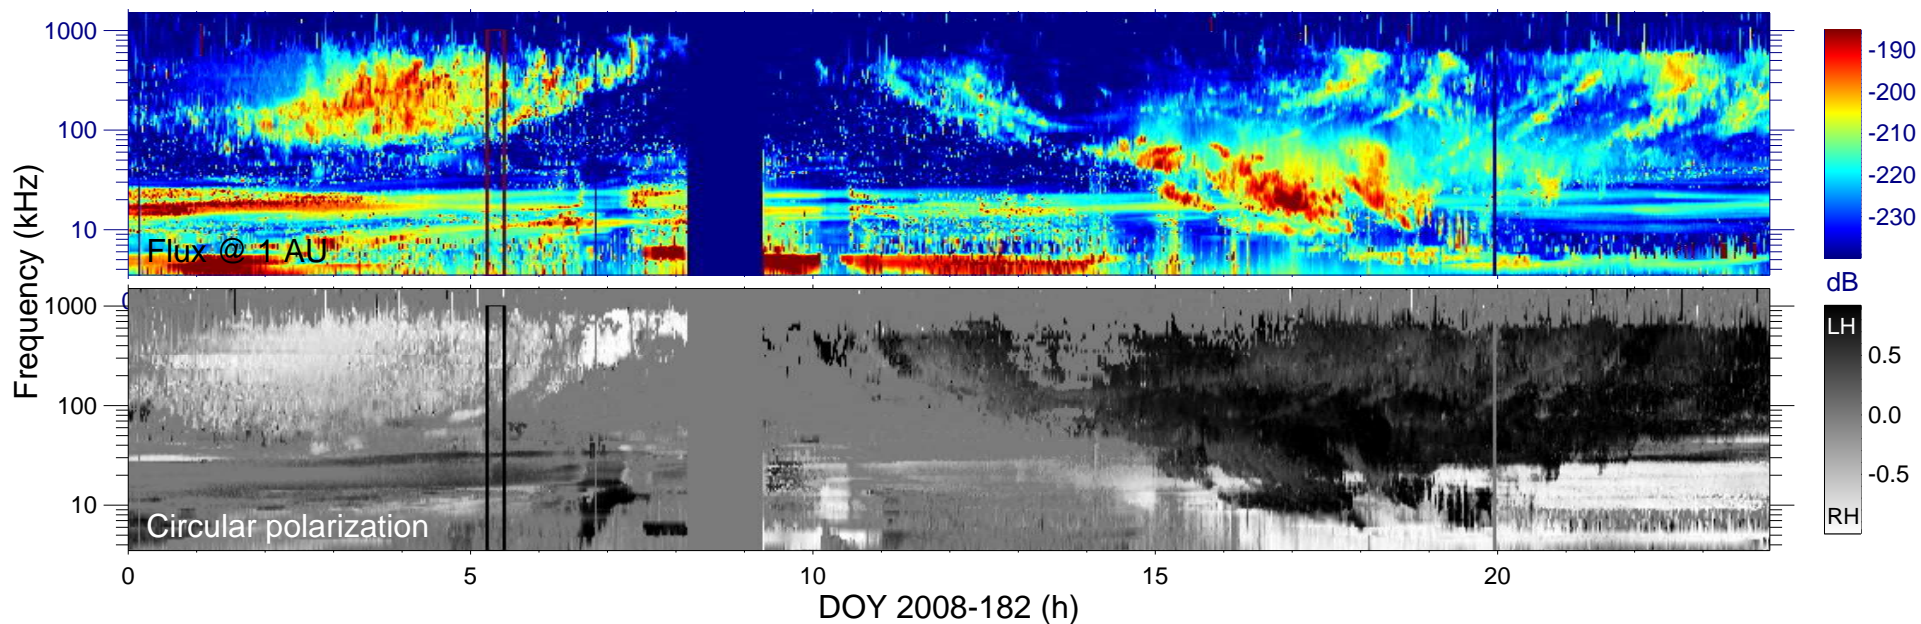 1000
100
10
Flux @ 1 AU
-190
-200
-210
-220
-230
dB
Frequency (kHz)
0
1000
100
10
Circular polarization
LH
0.5
0.0
-0.5
RH
0 5 10 15 20
DOY 2008-182 (h)